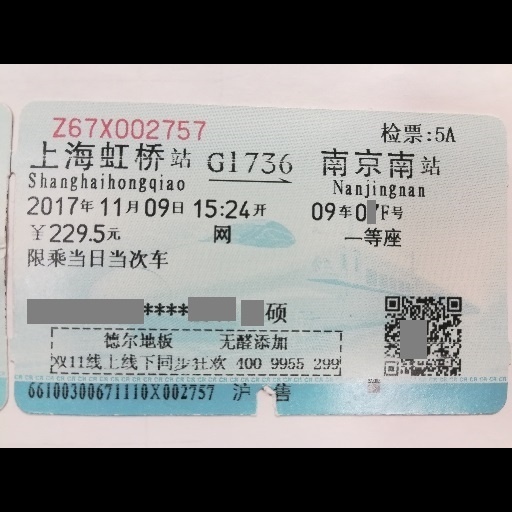 Z67X002757 检票:5A
上海虹桥站 G1736 南京南站
Shanghaihongqiao Nanjingnan
2017年11月09日 15:24开 09车07F号
￥229.5元 网 一等座
限乘当日当次车
**** 硕
德尔地板 无醛添加
双11线上线下同步狂欢 400 9955 299
66100300671110X002757 沪 售